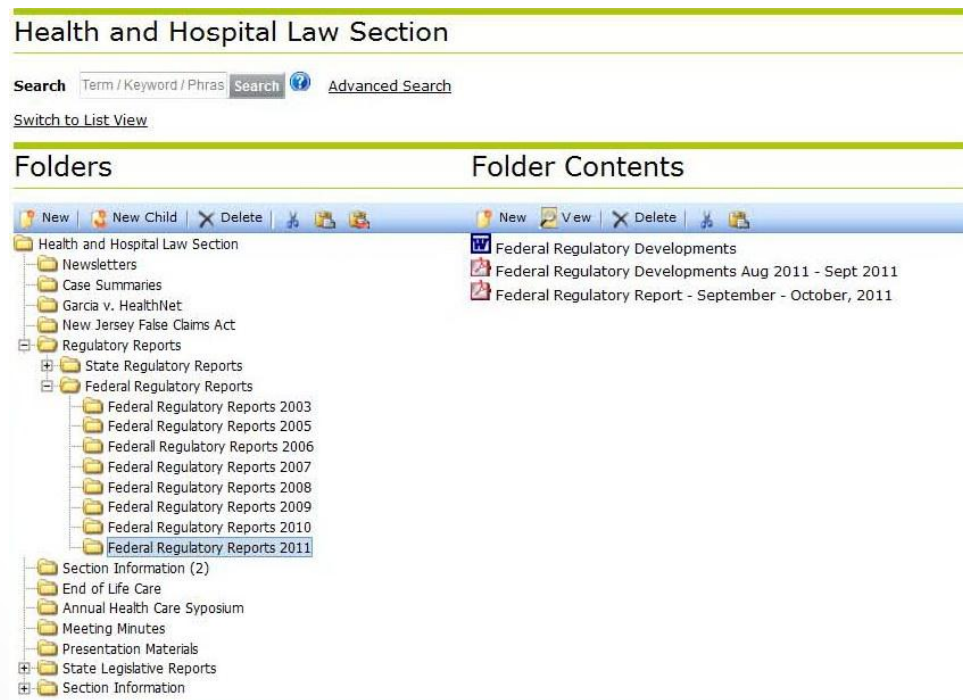 Health and Hospital Law Section
Search Term / Keyword / Phras Search Advanced Search
Switch to List View
Folders
New New Child Delete
Health and Hospital Law Section
Newsletters
Case Summaries
Garcia v. HealthNet
New Jersey False Claims Act
Regulatory Reports
State Regulatory Reports
Federal Regulatory Reports
Federal Regulatory Reports 2003
Federal Regulatory Reports 2005
Federall Regulatory Reports 2006
Federal Regulatory Reports 2007
Federal Regulatory Reports 2008
Federal Regulatory Reports 2009
Federal Regulatory Reports 2010
Federal Regulatory Reports 2011
Section Information (2)
End of Life Care
Annual Health Care Syposium
Meeting Minutes
Presentation Materials
State Legislative Reports
Section Information
Folder Contents
New View Delete
Federal Regulatory Developments
Federal Regulatory Developments Aug 2011 - Sept 2011
Federal Regulatory Report - September - October, 2011